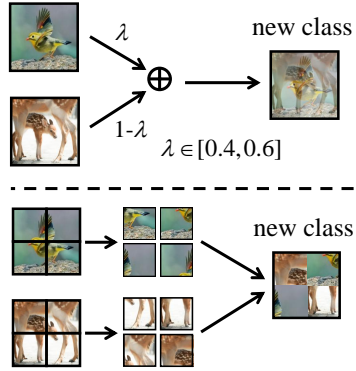 λ
new class
1-λ
λ∈[0.4,0.6]
new class